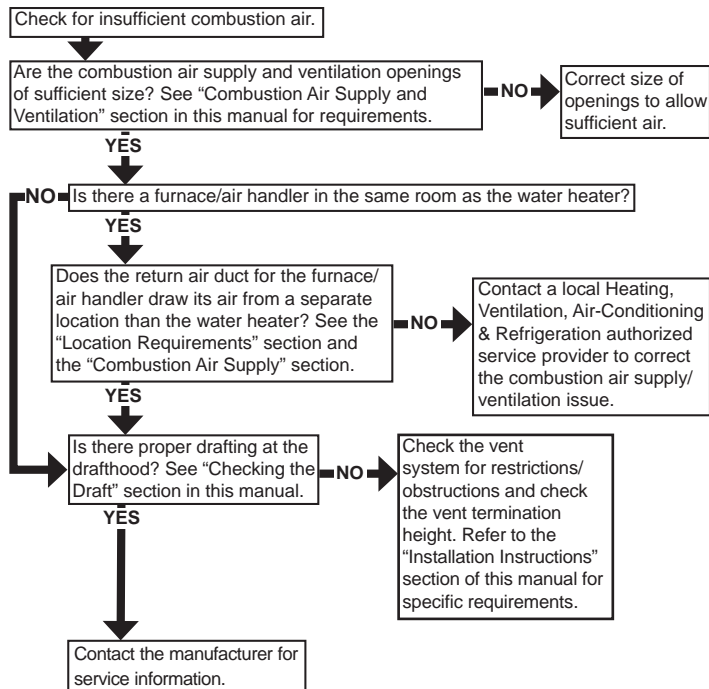 Check for insufficient combustion air.
Are the combustion air supply and ventilation openings
of sufficient size? See “Combustion Air Supply and
Ventilation” section in this manual for requirements.
NO
Correct size of
openings to allow
sufficient air.
YES
NO
Is there a furnace/air handler in the same room as the water heater?
YES
Does the return air duct for the furnace/
air handler draw its air from a separate
location than the water heater? See the
“Location Requirements” section and
the “Combustion Air Supply” section.
NO
Contact a local Heating,
Ventilation, Air-Conditioning
& Refrigeration authorized
service provider to correct
the combustion air supply/
ventilation issue.
YES
Is there proper drafting at the
drafthood? See “Checking the
Draft” section in this manual.
NO
Check the vent
system for restrictions/
obstructions and check
the vent termination
height. Refer to the
“Installation Instructions”
section of this manual for
specific requirements.
YES
Contact the manufacturer for
service information.